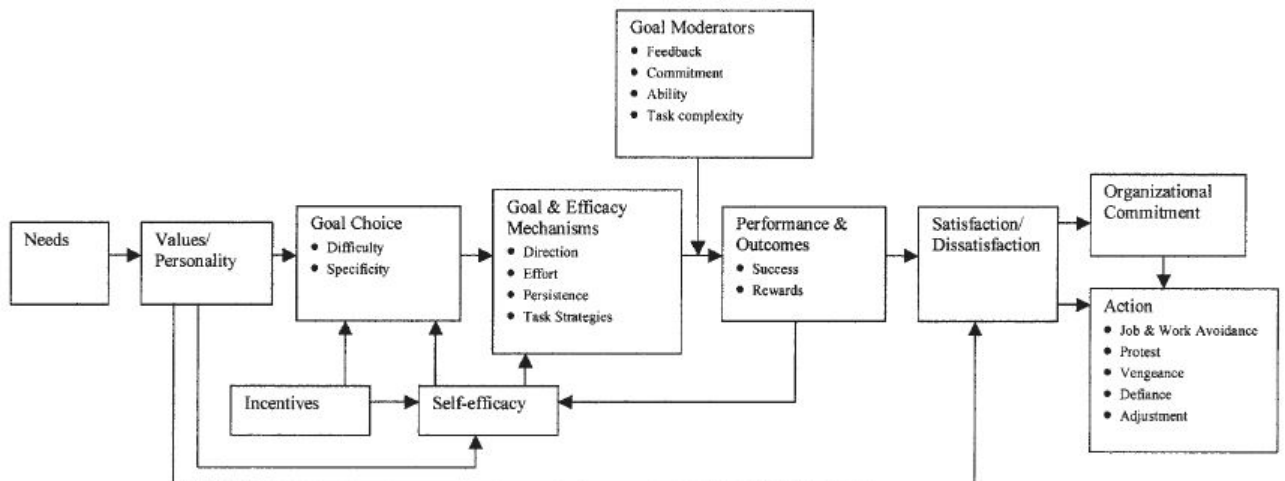 Goal Moderators
• Feedback
• Commitment
• Ability
• Task complexity
Needs
Values/
Personality
Goal Choice
• Difficulty
• Specificity
Goal & Efficacy
Mechanisms
• Direction
• Effort
• Persistence
• Task Strategies
Performance &
Outcomes
• Success
• Rewards
Satisfaction/
Dissatisfaction
Organizational
Commitment
Action
• Job & Work Avoidance
• Protest
• Vengeance
• Defiance
• Adjustment
Incentives
Self-efficacy